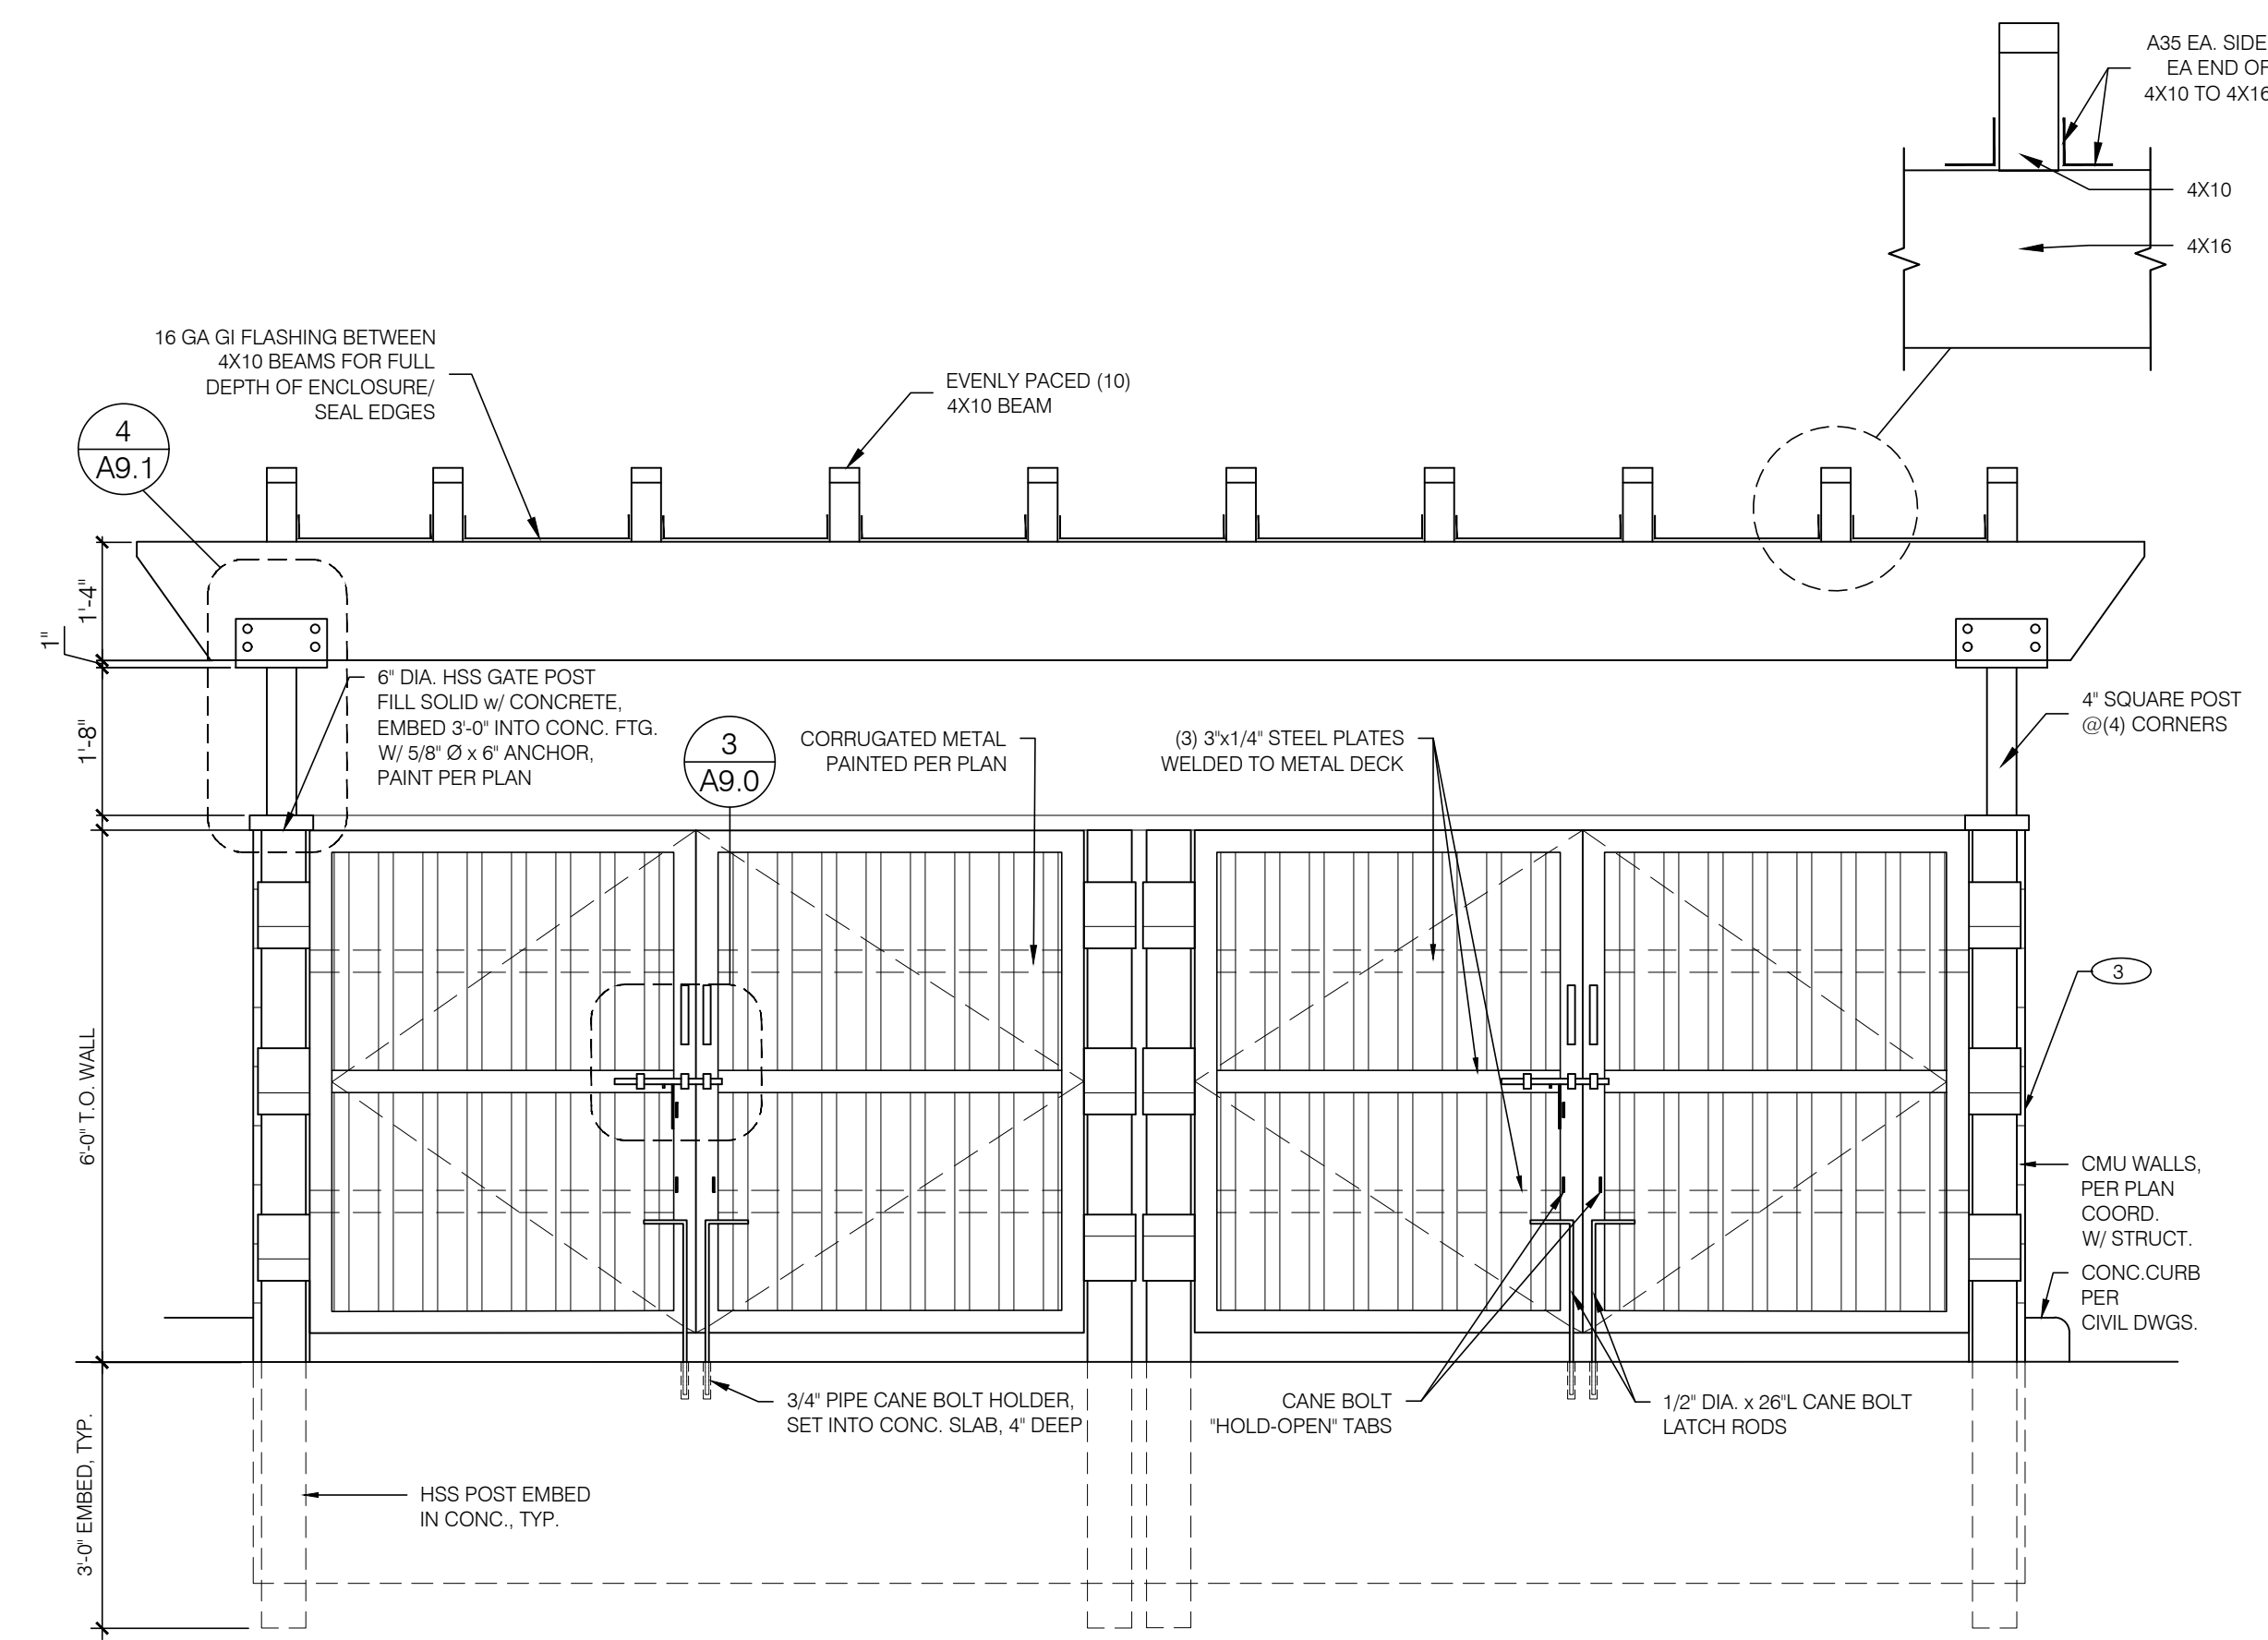 A35 EA. SIDE
EA END OF
4X10 TO 4X16
4X10
4X16
16 GA GI FLASHING BETWEEN
4X10 BEAMS FOR FULL
DEPTH OF ENCLOSURE/
SEAL EDGES
EVENLY PACED (10)
4X10 BEAM
4
A9.1
1'-4"
1"
1'-8"
6'-0" T.O. WALL
3'-0" EMBED, TYP.
6" DIA. HSS GATE POST
FILL SOLID w/ CONCRETE,
EMBED 3'-0" INTO CONC. FTG.
W/ 5/8" Ø x 6" ANCHOR,
PAINT PER PLAN
3
A9.0
CORRUGATED METAL
PAINTED PER PLAN
(3) 3"x1/4" STEEL PLATES
WELDED TO METAL DECK
4" SQUARE POST
@(4) CORNERS
3
CMU WALLS,
PER PLAN
COORD.
W/ STRUCT.
CONC.CURB
PER
CIVIL DWGS.
3/4" PIPE CANE BOLT HOLDER,
SET INTO CONC. SLAB, 4" DEEP
CANE BOLT
"HOLD-OPEN" TABS
1/2" DIA. x 26"L CANE BOLT
LATCH RODS
HSS POST EMBED
IN CONC., TYP.